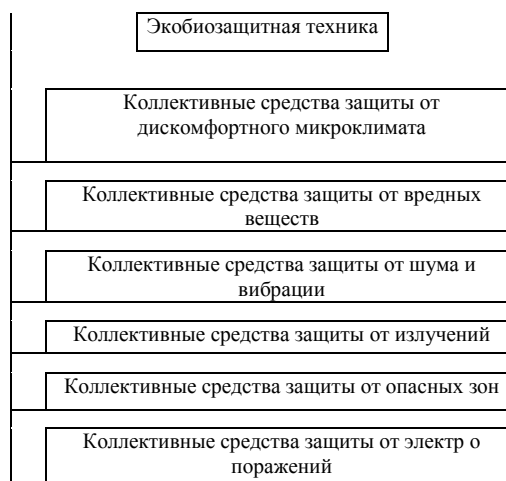 Экобиозащитная техника
Коллективные средства защиты от
дискомфортного микроклимата
Коллективные средства защиты от вредных
веществ
Коллективные средства защиты от шума и
вибрации
Коллективные средства защиты от излучений
Коллективные средства защиты от опасных зон
Коллективные средства защиты от электр о
поражений